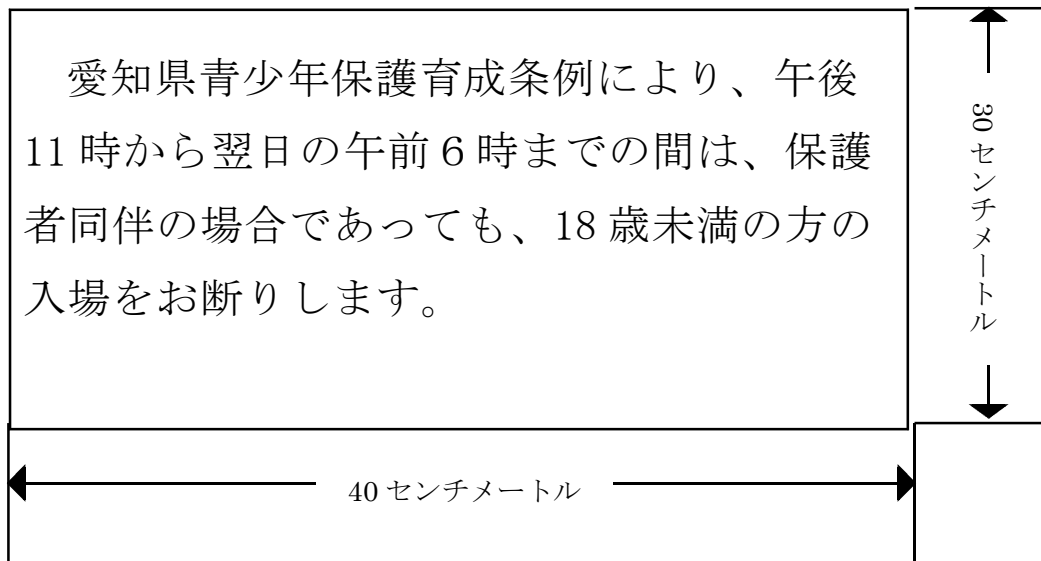 愛知県青少年保護育成条例により、午後
11時から翌日の午前６時までの間は、保護
者同伴の場合であっても、18歳未満の方の
入場をお断りします。
30センチメートル
40センチメートル